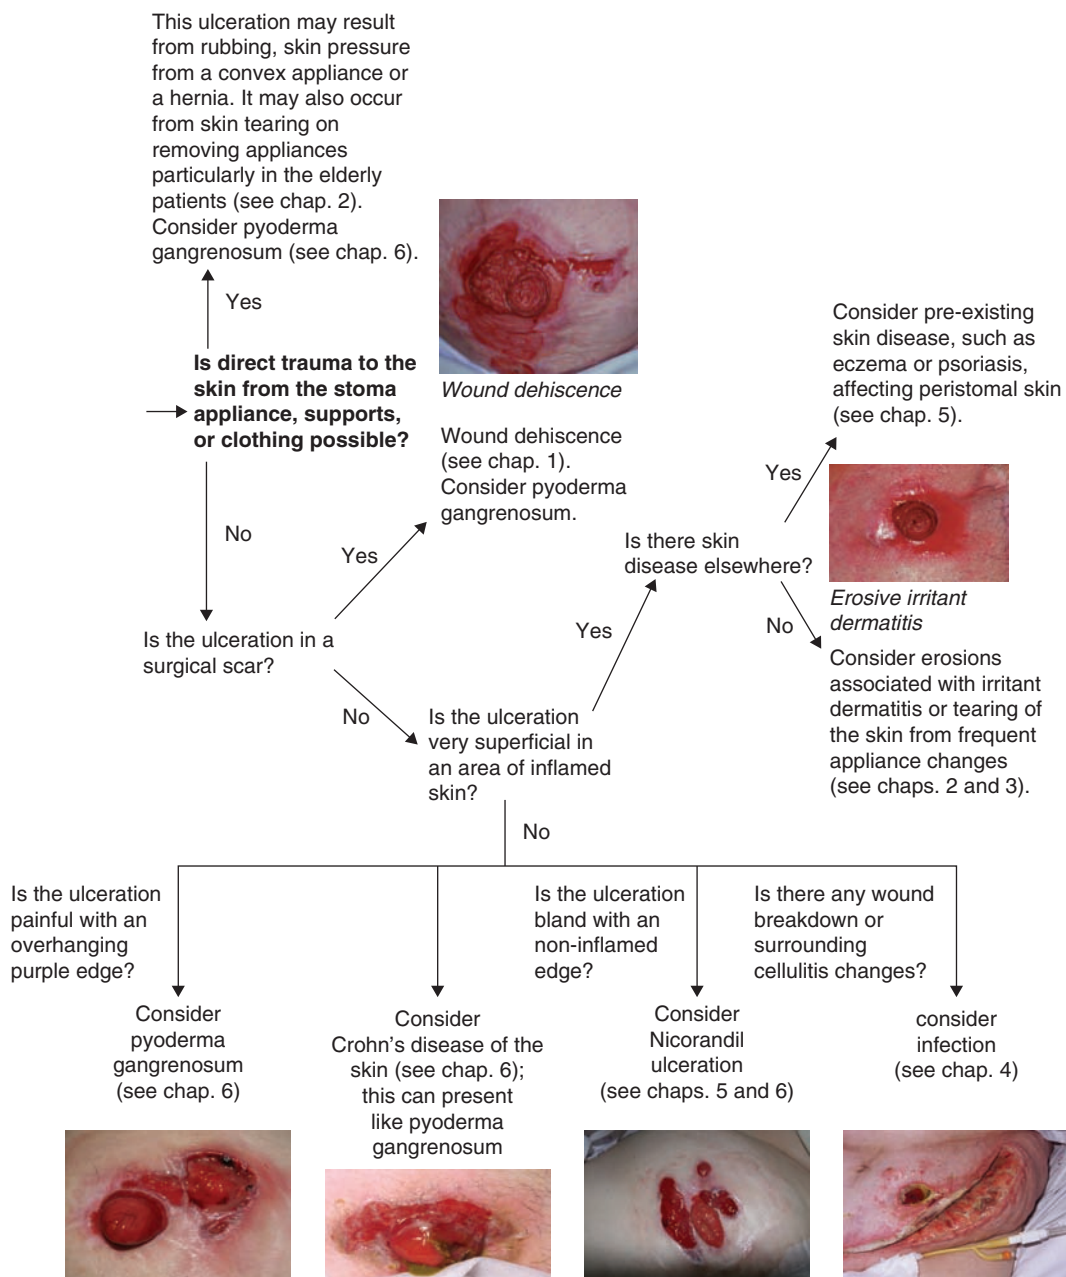 This ulceration may result
from rubbing, skin pressure
from a convex appliance or
a hernia. It may also occur
from skin tearing on
removing appliances
particularly in the elderly
patients (see chap. 2).
Consider pyoderma
gangrenosum (see chap. 6).
Yes
Is direct trauma to the
skin from the stoma
appliance, supports,
or clothing possible?
No
Is the ulceration in a
surgical scar?
Yes
Wound dehiscence
Wound dehiscence
(see chap. 1).
Consider pyoderma
gangrenosum.
No
Is the ulceration
very superficial in
an area of inflamed
skin?
Yes
Is there skin
disease elsewhere?
Yes
Consider pre-existing
skin disease, such as
eczema or psoriasis,
affecting peristomal skin
(see chap. 5).
No
Erosive irritant
dermatitis
Consider erosions
associated with irritant
dermatitis or tearing of
the skin from frequent
appliance changes
(see chaps. 2 and 3).
No
Is the ulceration
painful with an
overhanging
purple edge?
Consider
pyoderma
gangrenosum
(see chap. 6)
Consider
Crohn's disease of the
skin (see chap. 6);
this can present
like pyoderma
gangrenosum
Is the ulceration
bland with an
non-inflamed
edge?
Consider
Nicorandil
ulceration
(see chaps. 5 and 6)
Is there any wound
breakdown or
surrounding
cellulitis changes?
consider
infection
(see chap. 4)